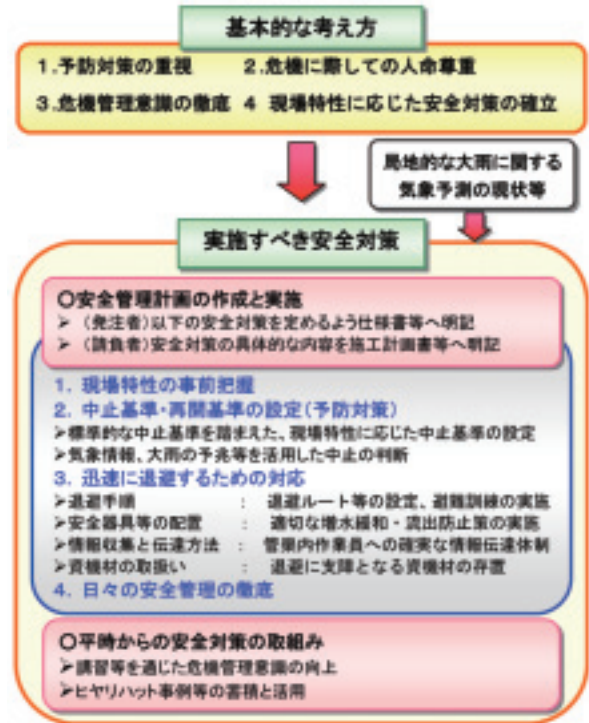 基本的な考え方
1.予防対策の重視 2.危機に際しての人命尊重
3.危機管理意識の徹底 4 現場特性に応じた安全対策の確立
局地的な大雨に関する
気象予測の現状等
実施すべき安全対策
○安全管理計画の作成と実施
➢ (発注者)以下の安全対策を定めるよう仕様書等へ明記
➢ (請負者)安全対策の具体的な内容を施工計画書等へ明記
1. 現場特性の事前把握
2. 中止基準・再開基準の設定(予防対策)
➢標準的な中止基準を踏まえた、現場特性に応じた中止基準の設定
➢気象情報、大雨の予兆等を活用した中止の判断
3. 迅速に退避するための対応
➢退避手順 : 退避ルート等の設定、避難訓練の実施
➢安全器具等の配置 : 適切な増水緩和・流出防止策の実施
➢情報収集と伝達方法 : 管渠内作業員への確実な情報伝達体制
➢資機材の取扱い : 退避に支障となる資機材の存置
4. 日々の安全管理の徹底
○平時からの安全対策の取組み
➢講習等を通じた危機管理意識の向上
➢ヒヤリハット事例等の蓄積と活用